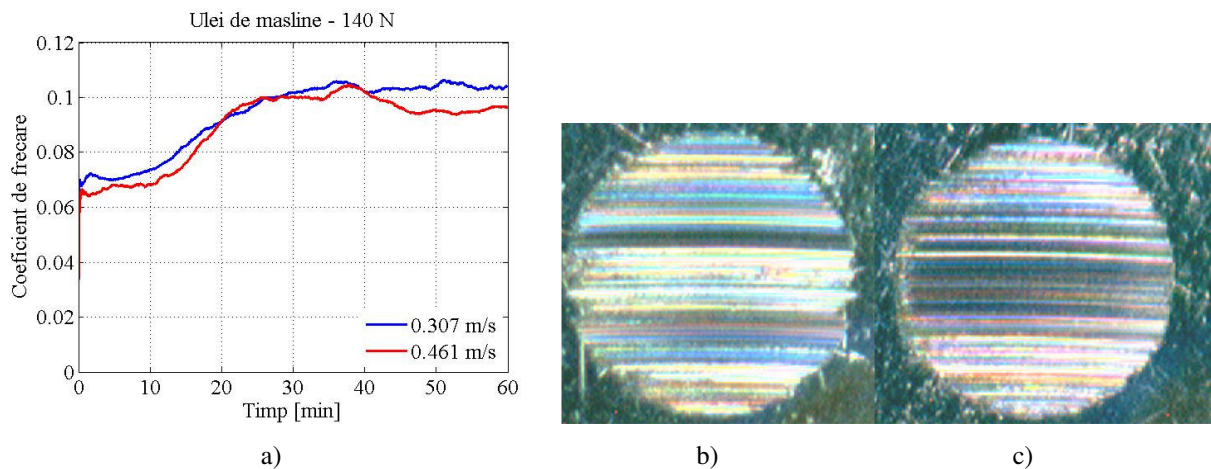 Ulei de masline - 140 N
0.12
0.1
0.08
0.06
0.04
0.02
0
Coeficient de frecare
0.307 m/s
0.461 m/s
0 10 20 30 40 50 60
Timp [min]
a) b) c)